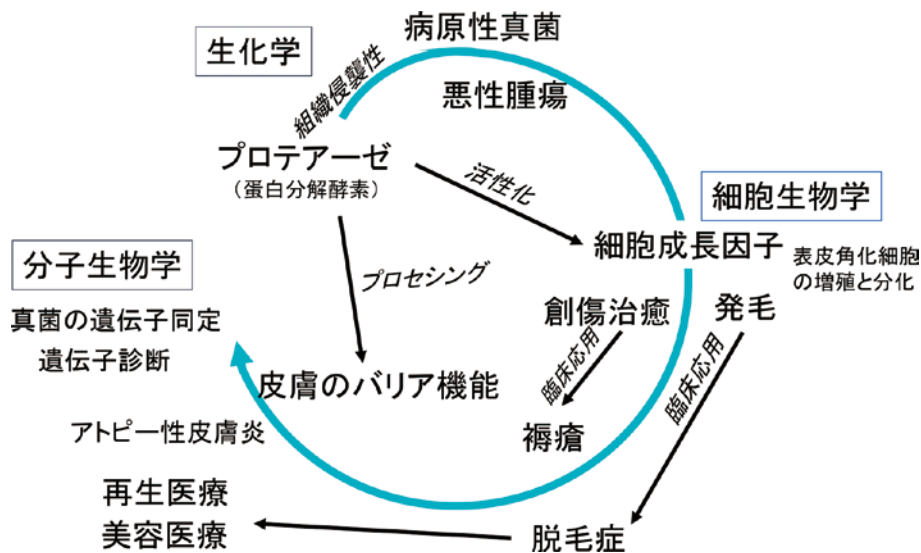 病原性真菌
生化学
組織侵襲性
悪性腫瘍
プロテアーゼ
（蛋白分解酵素）
活性化
細胞生物学
細胞成長因子
表皮角化細胞
の増殖と分化
分子生物学
プロセシング
真菌の遺伝子同定
遺伝子診断
創傷治癒
発毛
臨床応用
臨床応用
皮膚のバリア機能
アトピー性皮膚炎
褥瘡
再生医療
美容医療
脱毛症